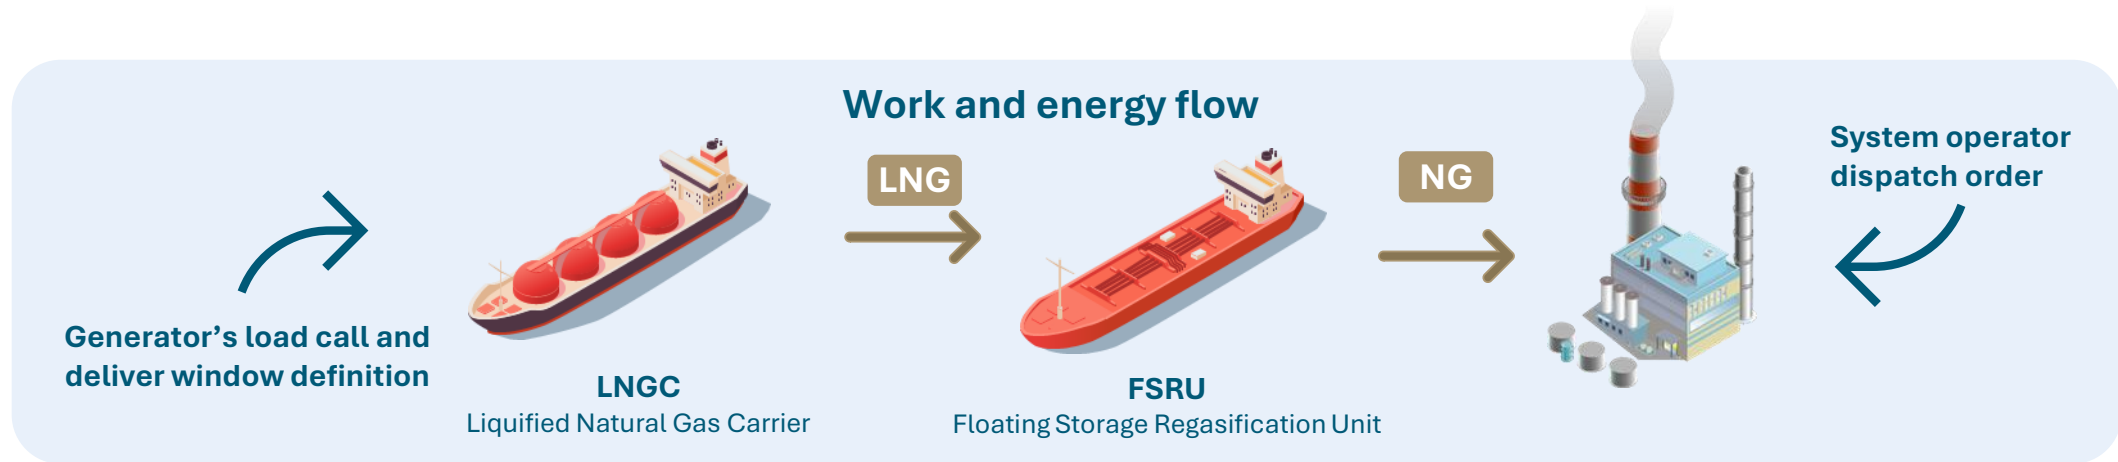 Work and energy flow
Generator’s load call and
deliver window definition
LNGC
Liquified Natural Gas Carrier
LNG
FSRU
Floating Storage Regasification Unit
NG
System operator
dispatch order